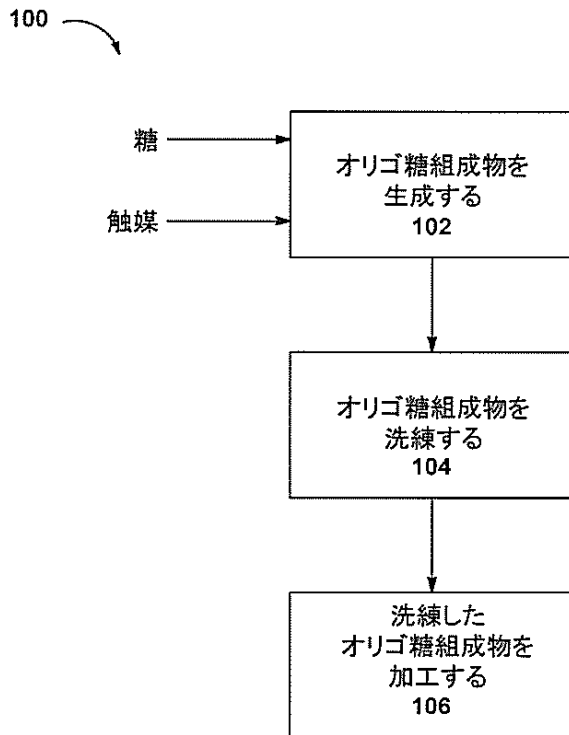 100
糖
触媒
オリゴ糖組成物を
生成する
102
オリゴ糖組成物を
洗練する
104
洗練した
オリゴ糖組成物を
加工する
106